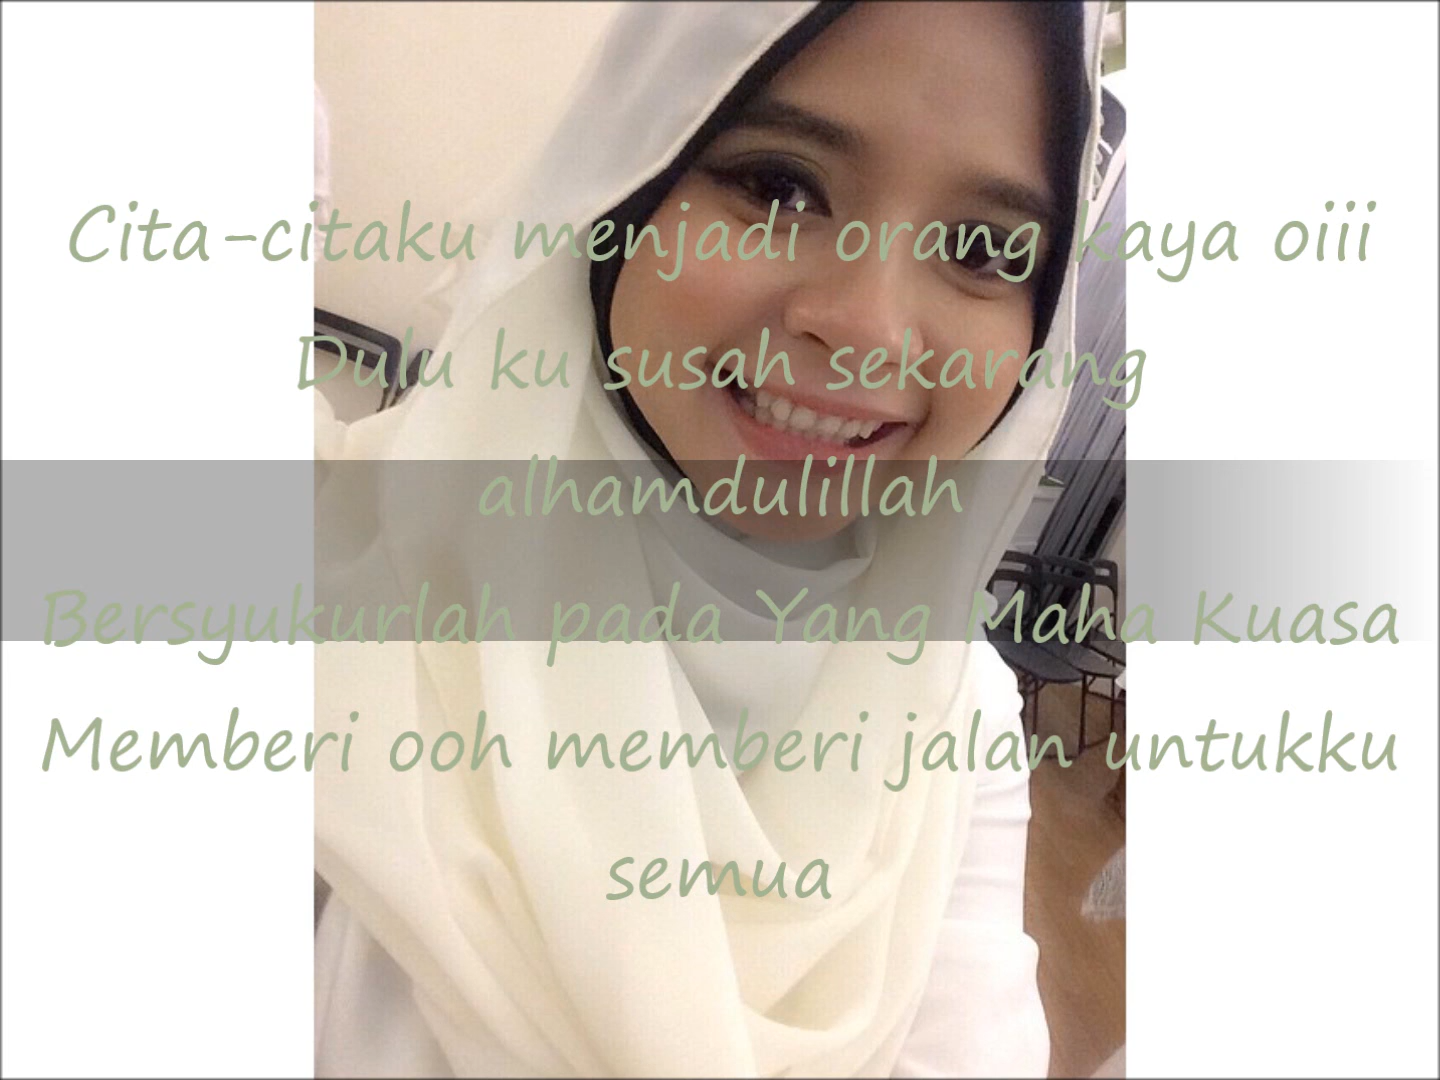 Cita-citaku menjadi orang kaya oiii
Dulu ku susah sekarang
alhamdulillah
Bersyukurlah pada Yang Maha Kuasa
Memberi ooh memberi jalan untukku
semua